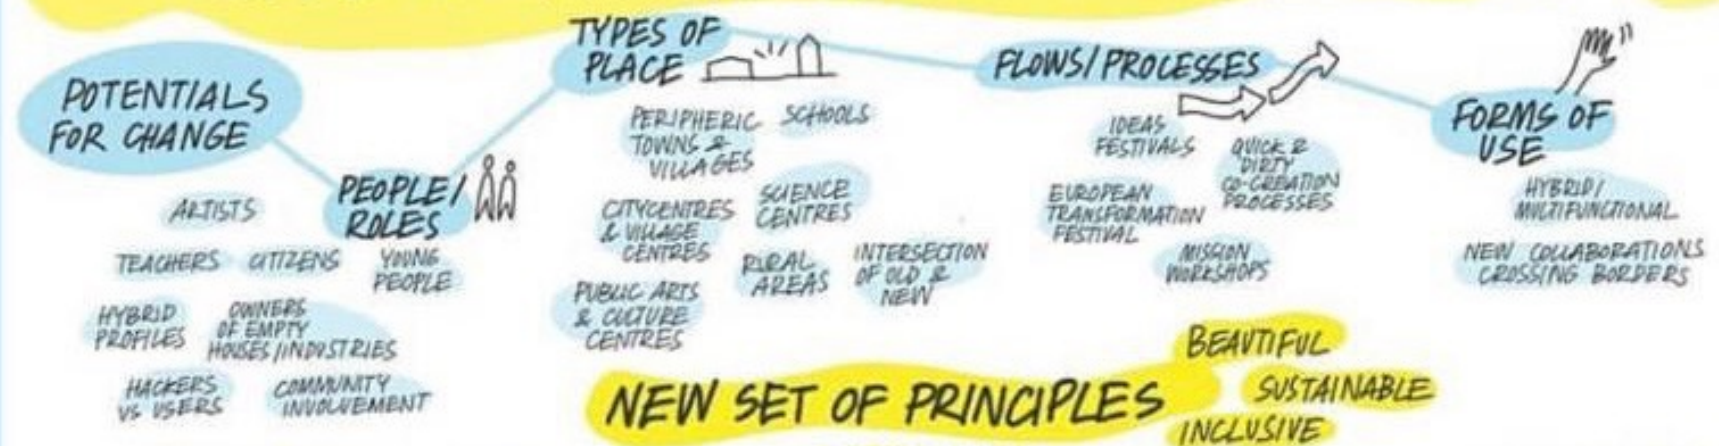 POTENTIALS
FOR CHANGE
PEOPLE/
ROLES
ARTISTS
TEACHERS
CITIZENS
YOUNG
PEOPLE
HYBRID
PROFILES
OWNERS
OF EMPTY
HOUSES/INDUSTRIES
HACKERS
VS USERS
COMMUNITY
INVOLVEMENT
TYPES OF
PLACE
PERIPHERIC
TOWNS &
VILLAGES
SCHOOLS
CITYCENTRES
& VILLAGE
CENTRES
SCIENCE
CENTRES
RURAL
AREAS
INTERSECTION
OF OLD &
NEW
PUBLIC ARTS
& CULTURE
CENTRES
FLOWS/PROCESSES
IDEAS
FESTIVALS
QUICK &
DIRTY
CO-CREATION
PROCESSES
EUROPEAN
TRANSFORMATION
FESTIVAL
MISSION
WORKSHOPS
FORMS OF
USE
HYBRID/
MULTIFUNCTIONAL
NEW COLLABORATIONS
CROSSING BORDERS
NEW SET OF PRINCIPLES
BEAUTIFUL
SUSTAINABLE
INCLUSIVE